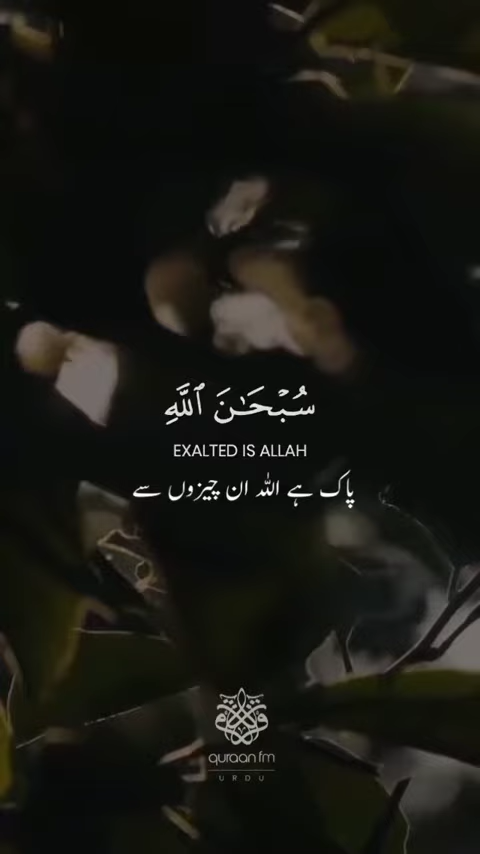 سُبْحَـٰنَ ٱللَّهِ
EXALTED IS ALLAH
پاک ہے اللہ ان چیزوں سے
quraan fm
URDU